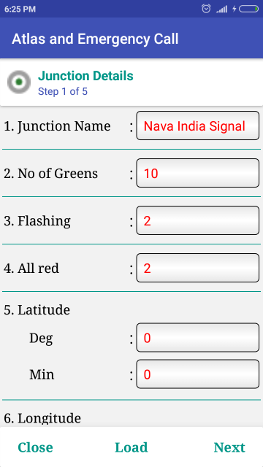 6:25 PM
Atlas and Emergency Call
Junction Details
Step 1 of 5
1. Junction Name : Nava India Signal
2. No of Greens : 10
3. Flashing : 2
4. All red : 2
5. Latitude
Deg : 0
Min : 0
6. Longitude
Close Load Next